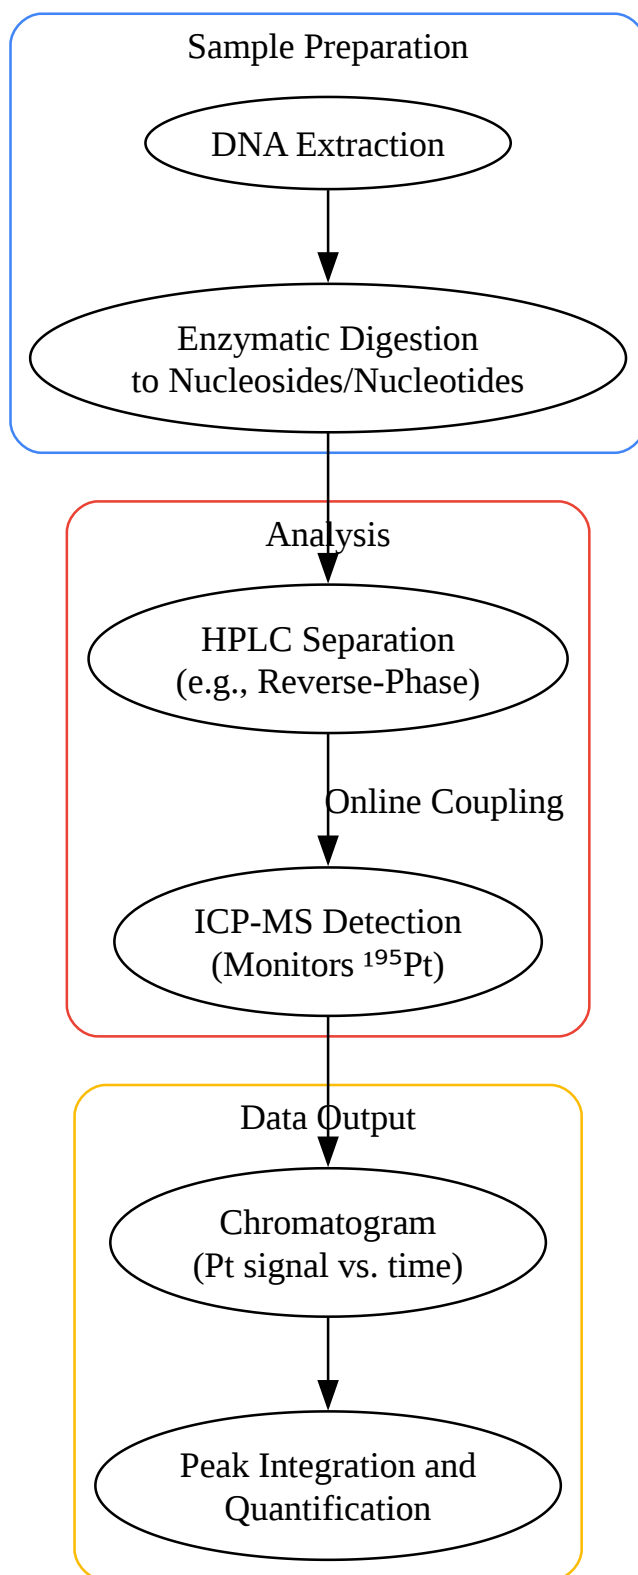 Sample Preparation
DNA Extraction
Enzymatic Digestion
to Nucleosides/Nucleotides
Analysis
HPLC Separation
(e.g., Reverse-Phase)
Online Coupling
ICP-MS Detection
(Monitors ¹⁹⁵Pt)
Data Output
Chromatogram
(Pt signal vs. time)
Peak Integration and
Quantification